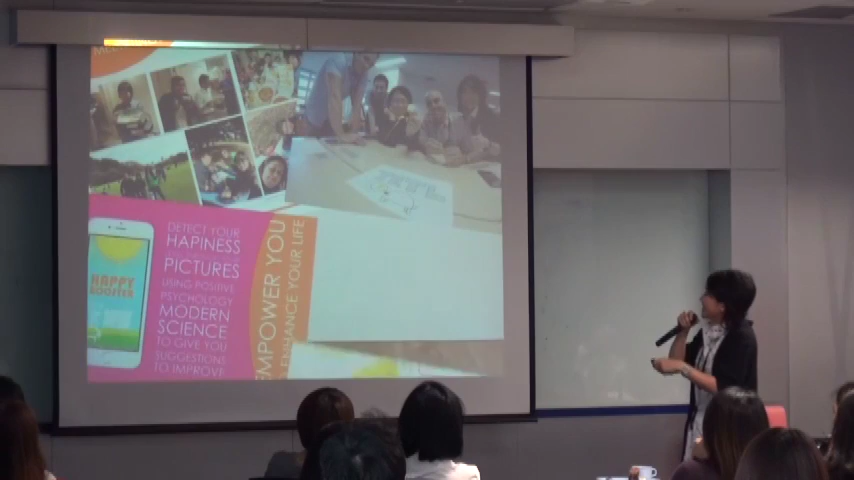 DETECT YOUR
HAPINESS
PICTURES
USING POSITIVE
PSYCHOLOGY
MODERN
SCIENCE
TO GIVE YOU
SUGGESTIONS
TO IMPROVE
HAPPY
BOOSTER
EMPOWER YOU
ENHANCE YOUR LIFE